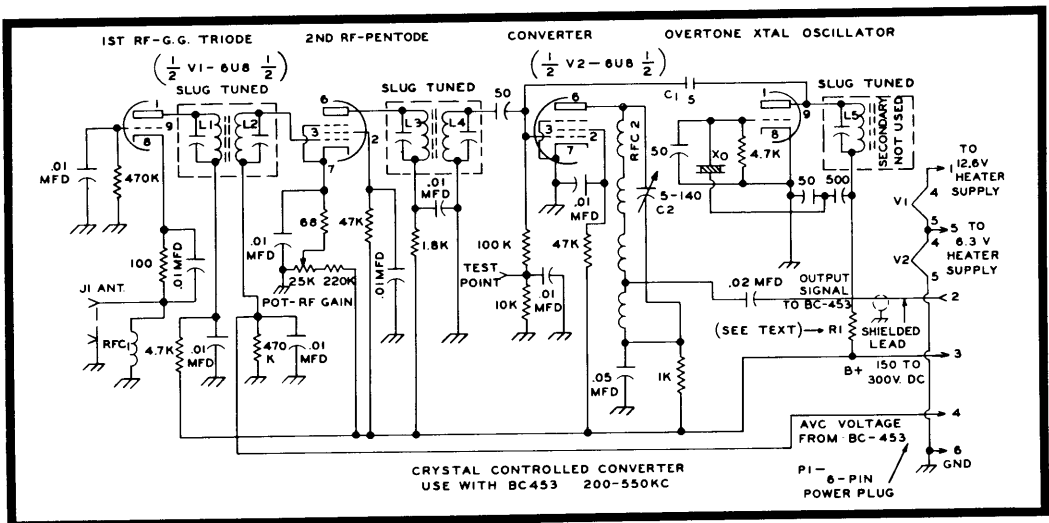 1ST RF-G.G. TRIODE
2ND RF-PENTODE
CONVERTER
OVERTONE XTAL OSCILLATOR
( 1/2 V1-6U8 1/2 )
( 1/2 V2-6U8 1/2 )
SLUG TUNED
SLUG TUNED
SLUG TUNED
1
9
8
L1
L2
6
3
2
7
L3
L4
50
6
3
2
7
C1 5
1
9
8
L5
SECONDARY
NOT USED
.01
MFD
470K
100
.01MFD
J1 ANT.
RFC1
4.7K
.01
MFD
470
K
.01
MFD
.01
MFD
68
25K
220K
POT-RF GAIN
47K
.01MFD
.01
MFD
1.8K
100K
TEST
POINT
10K
.01
MFD
.01
MFD
47K
RFC 2
5-140
C2
50
XO
4.7K
50
500
.02 MFD
OUTPUT
SIGNAL
TO BC-453
(SEE TEXT)
R1
SHIELDED
LEAD
.05
MFD
1K
B+
150 TO
300V. DC
AVC VOLTAGE
FROM BC-453
TO
12.6V
HEATER
SUPPLY
1
4
V1
5
5
TO
6.3 V
HEATER
SUPPLY
4
V2
5
2
3
4
6
GND
P1-
6-PIN
POWER PLUG
CRYSTAL CONTROLLED CONVERTER
USE WITH BC453 200-550KC